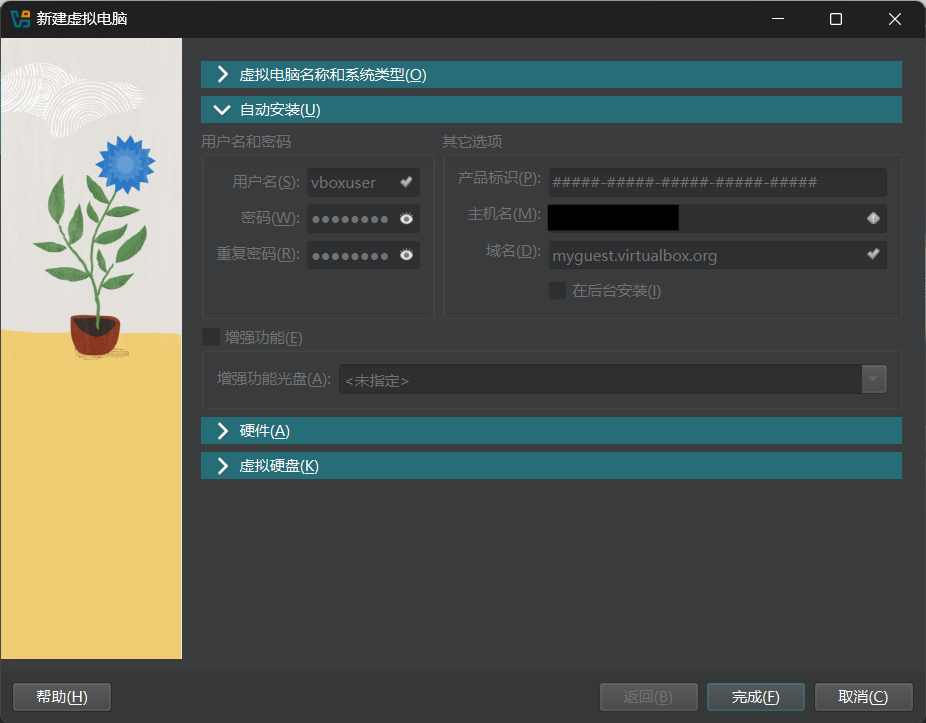 新建虚拟电脑
虚拟电脑名称和系统类型(O)
自动安装(U)
用户名和密码
其它选项
用户名(S): vboxuser
产品标识(P): #####-#####-#####-#####-#####
密码(W): ●●●●●●●●
主机名(M):
重复密码(R): ●●●●●●●●
域名(D): myguest.virtualbox.org
在后台安装(I)
增强功能(E)
增强功能光盘(A): <未指定>
硬件(A)
虚拟硬盘(K)
帮助(H)
返回(B)
完成(F)
取消(C)